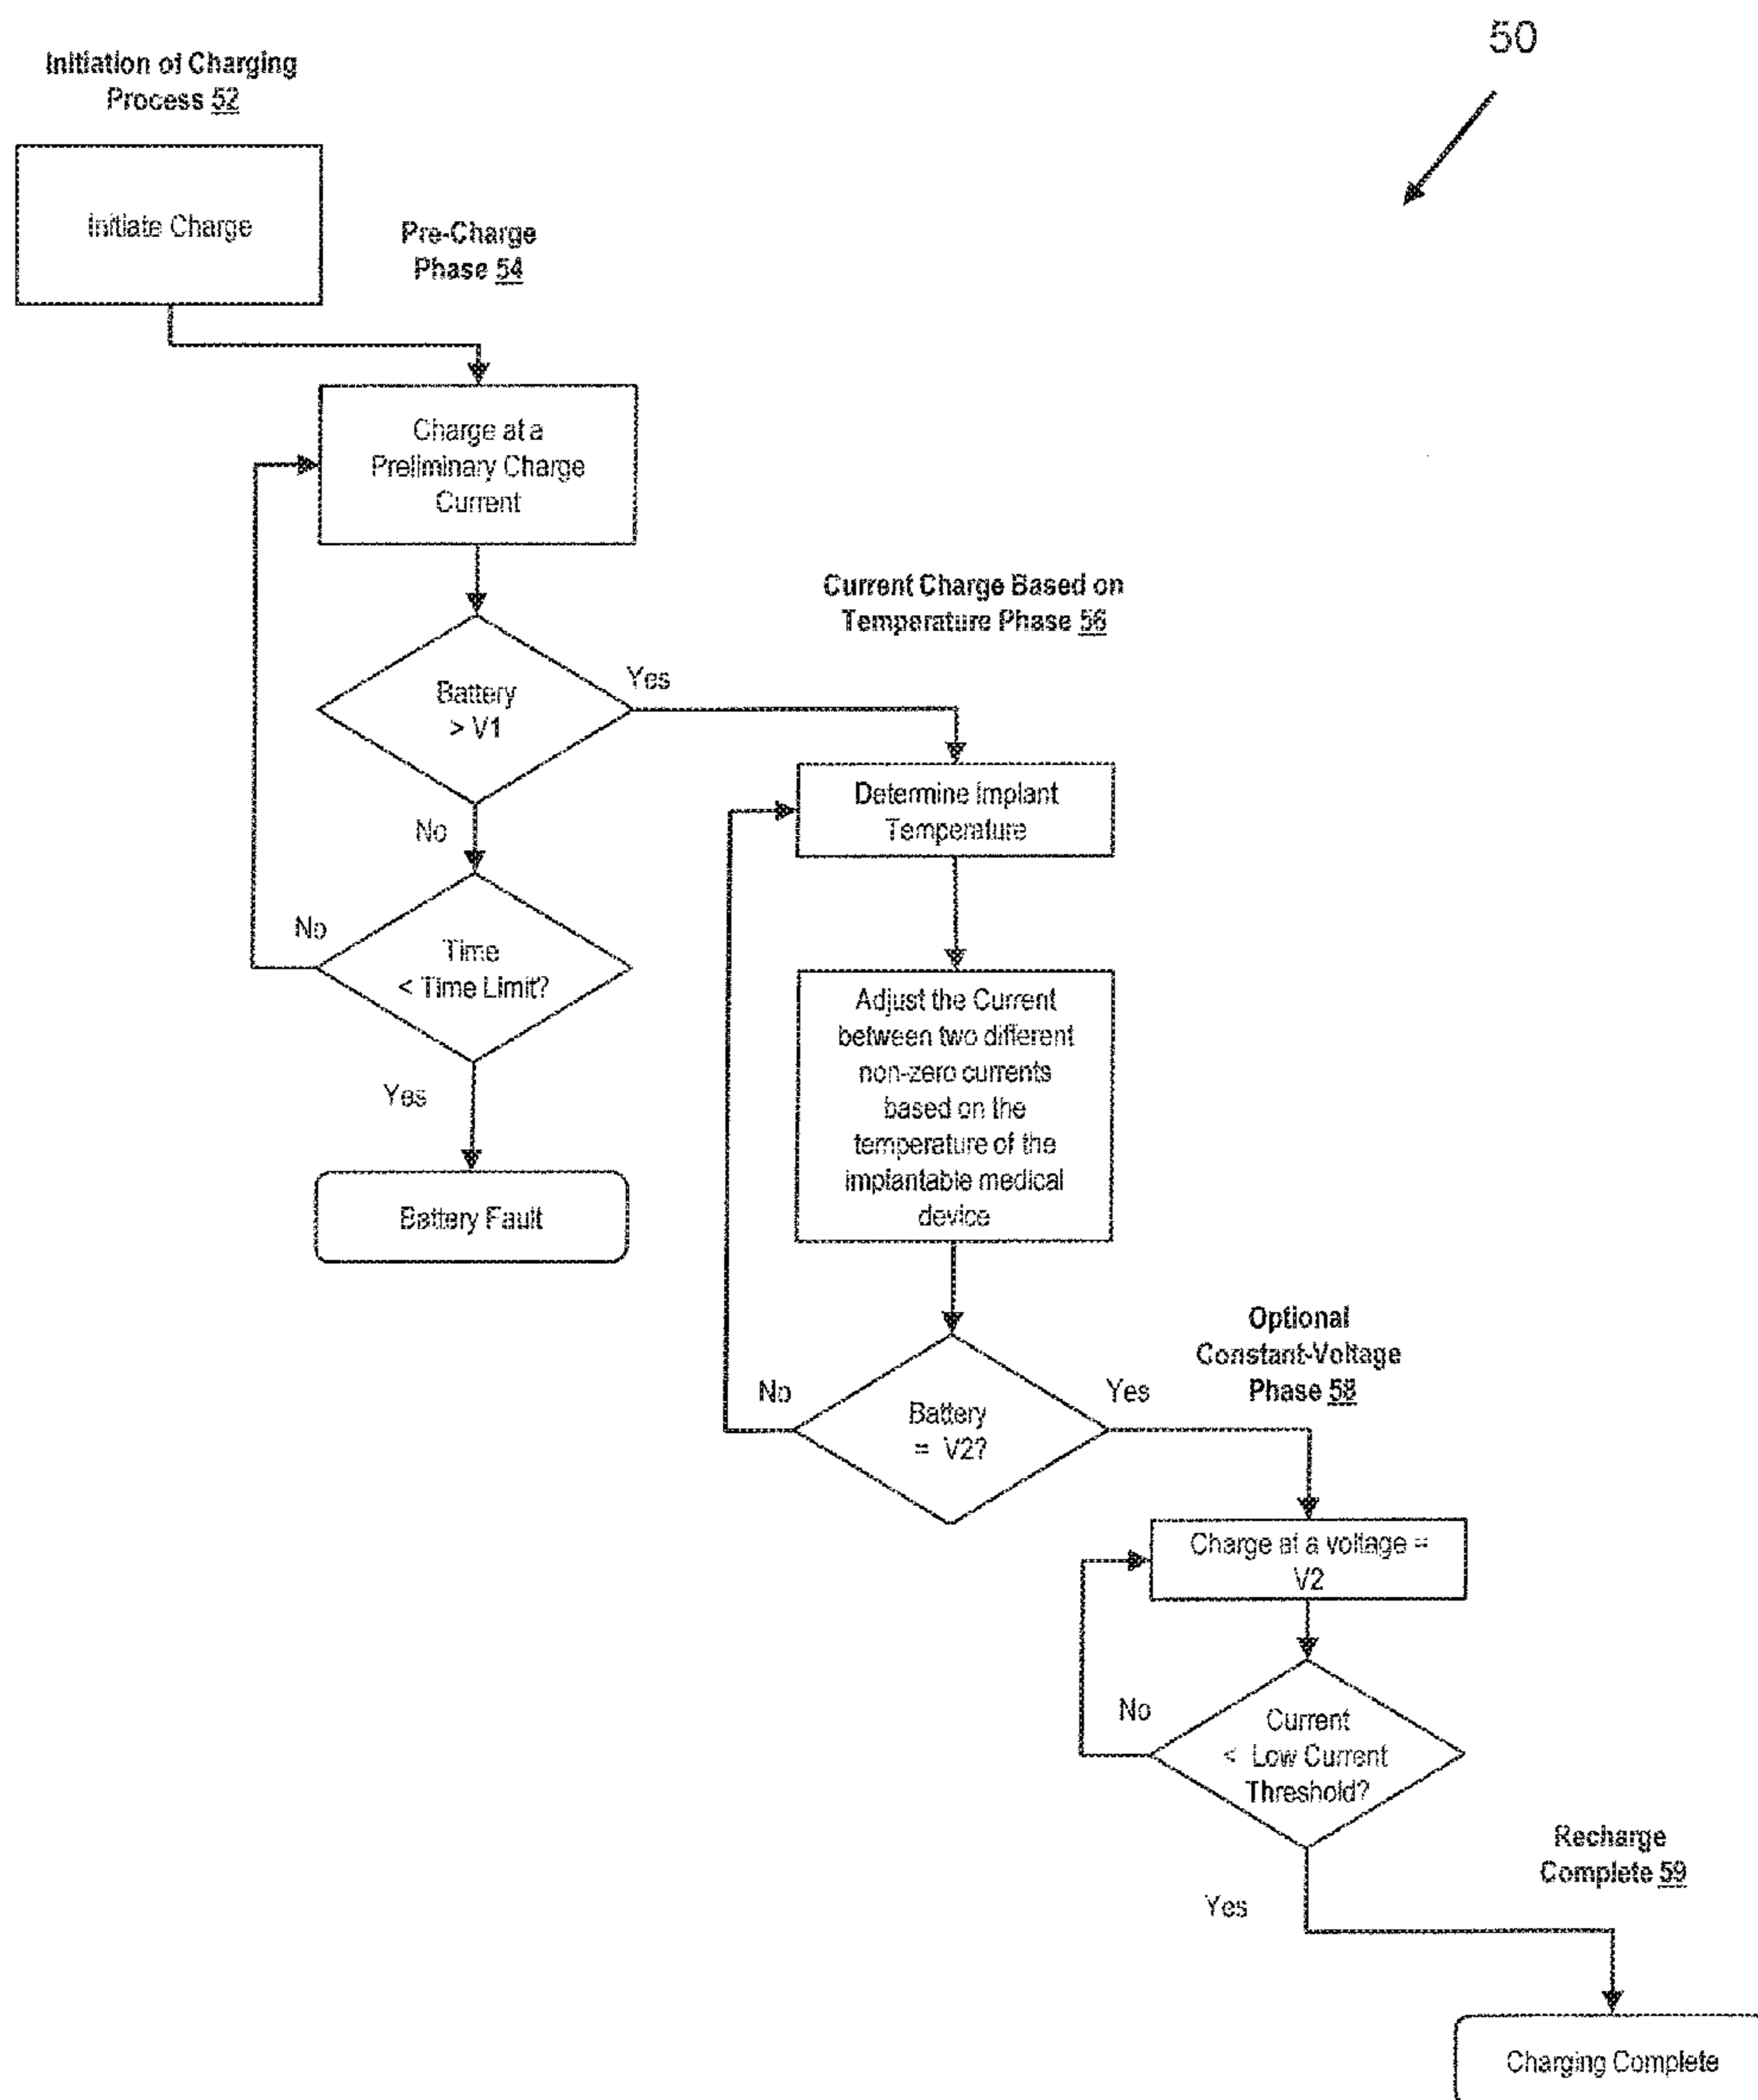 50
Initiation of Charging
Process 52
Initiate Charge
Pre-Charge
Phase 54
Charge at a
Preliminary Charge
Current
Current Charge Based on
Temperature Phase 56
Battery
> V1
Yes
No
Determine Implant
Temperature
Time
< Time Limit?
No
Yes
Battery Fault
Adjust the Current
between two different
non-zero currents
based on the
temperature of the
implantable medical
device
Optional
Constant-Voltage
Phase 58
Battery
= V2?
No
Yes
Charge at a voltage =
V2
Current
< Low Current
Threshold?
No
Yes
Recharge
Complete 59
Charging Complete